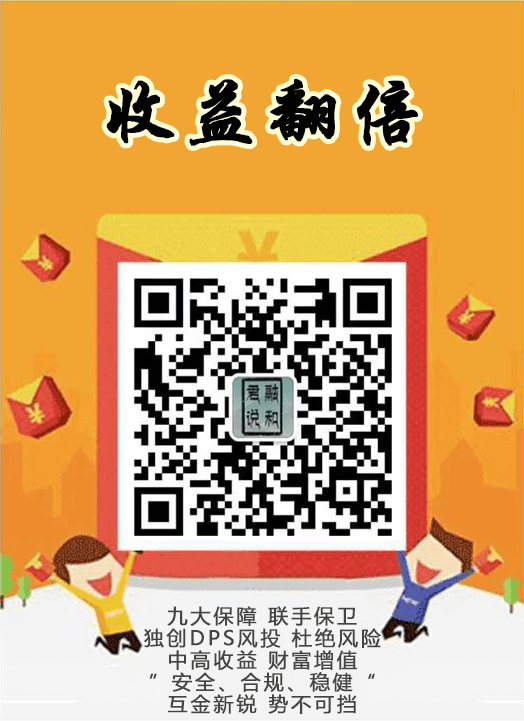 收益翻倍
¥
¥
¥
融和
君说
¥
¥
¥
九大保障 联手保卫
独创DPS风投 杜绝风险
中高收益 财富增值
”安全、合规、稳健“
互金新锐 势不可挡